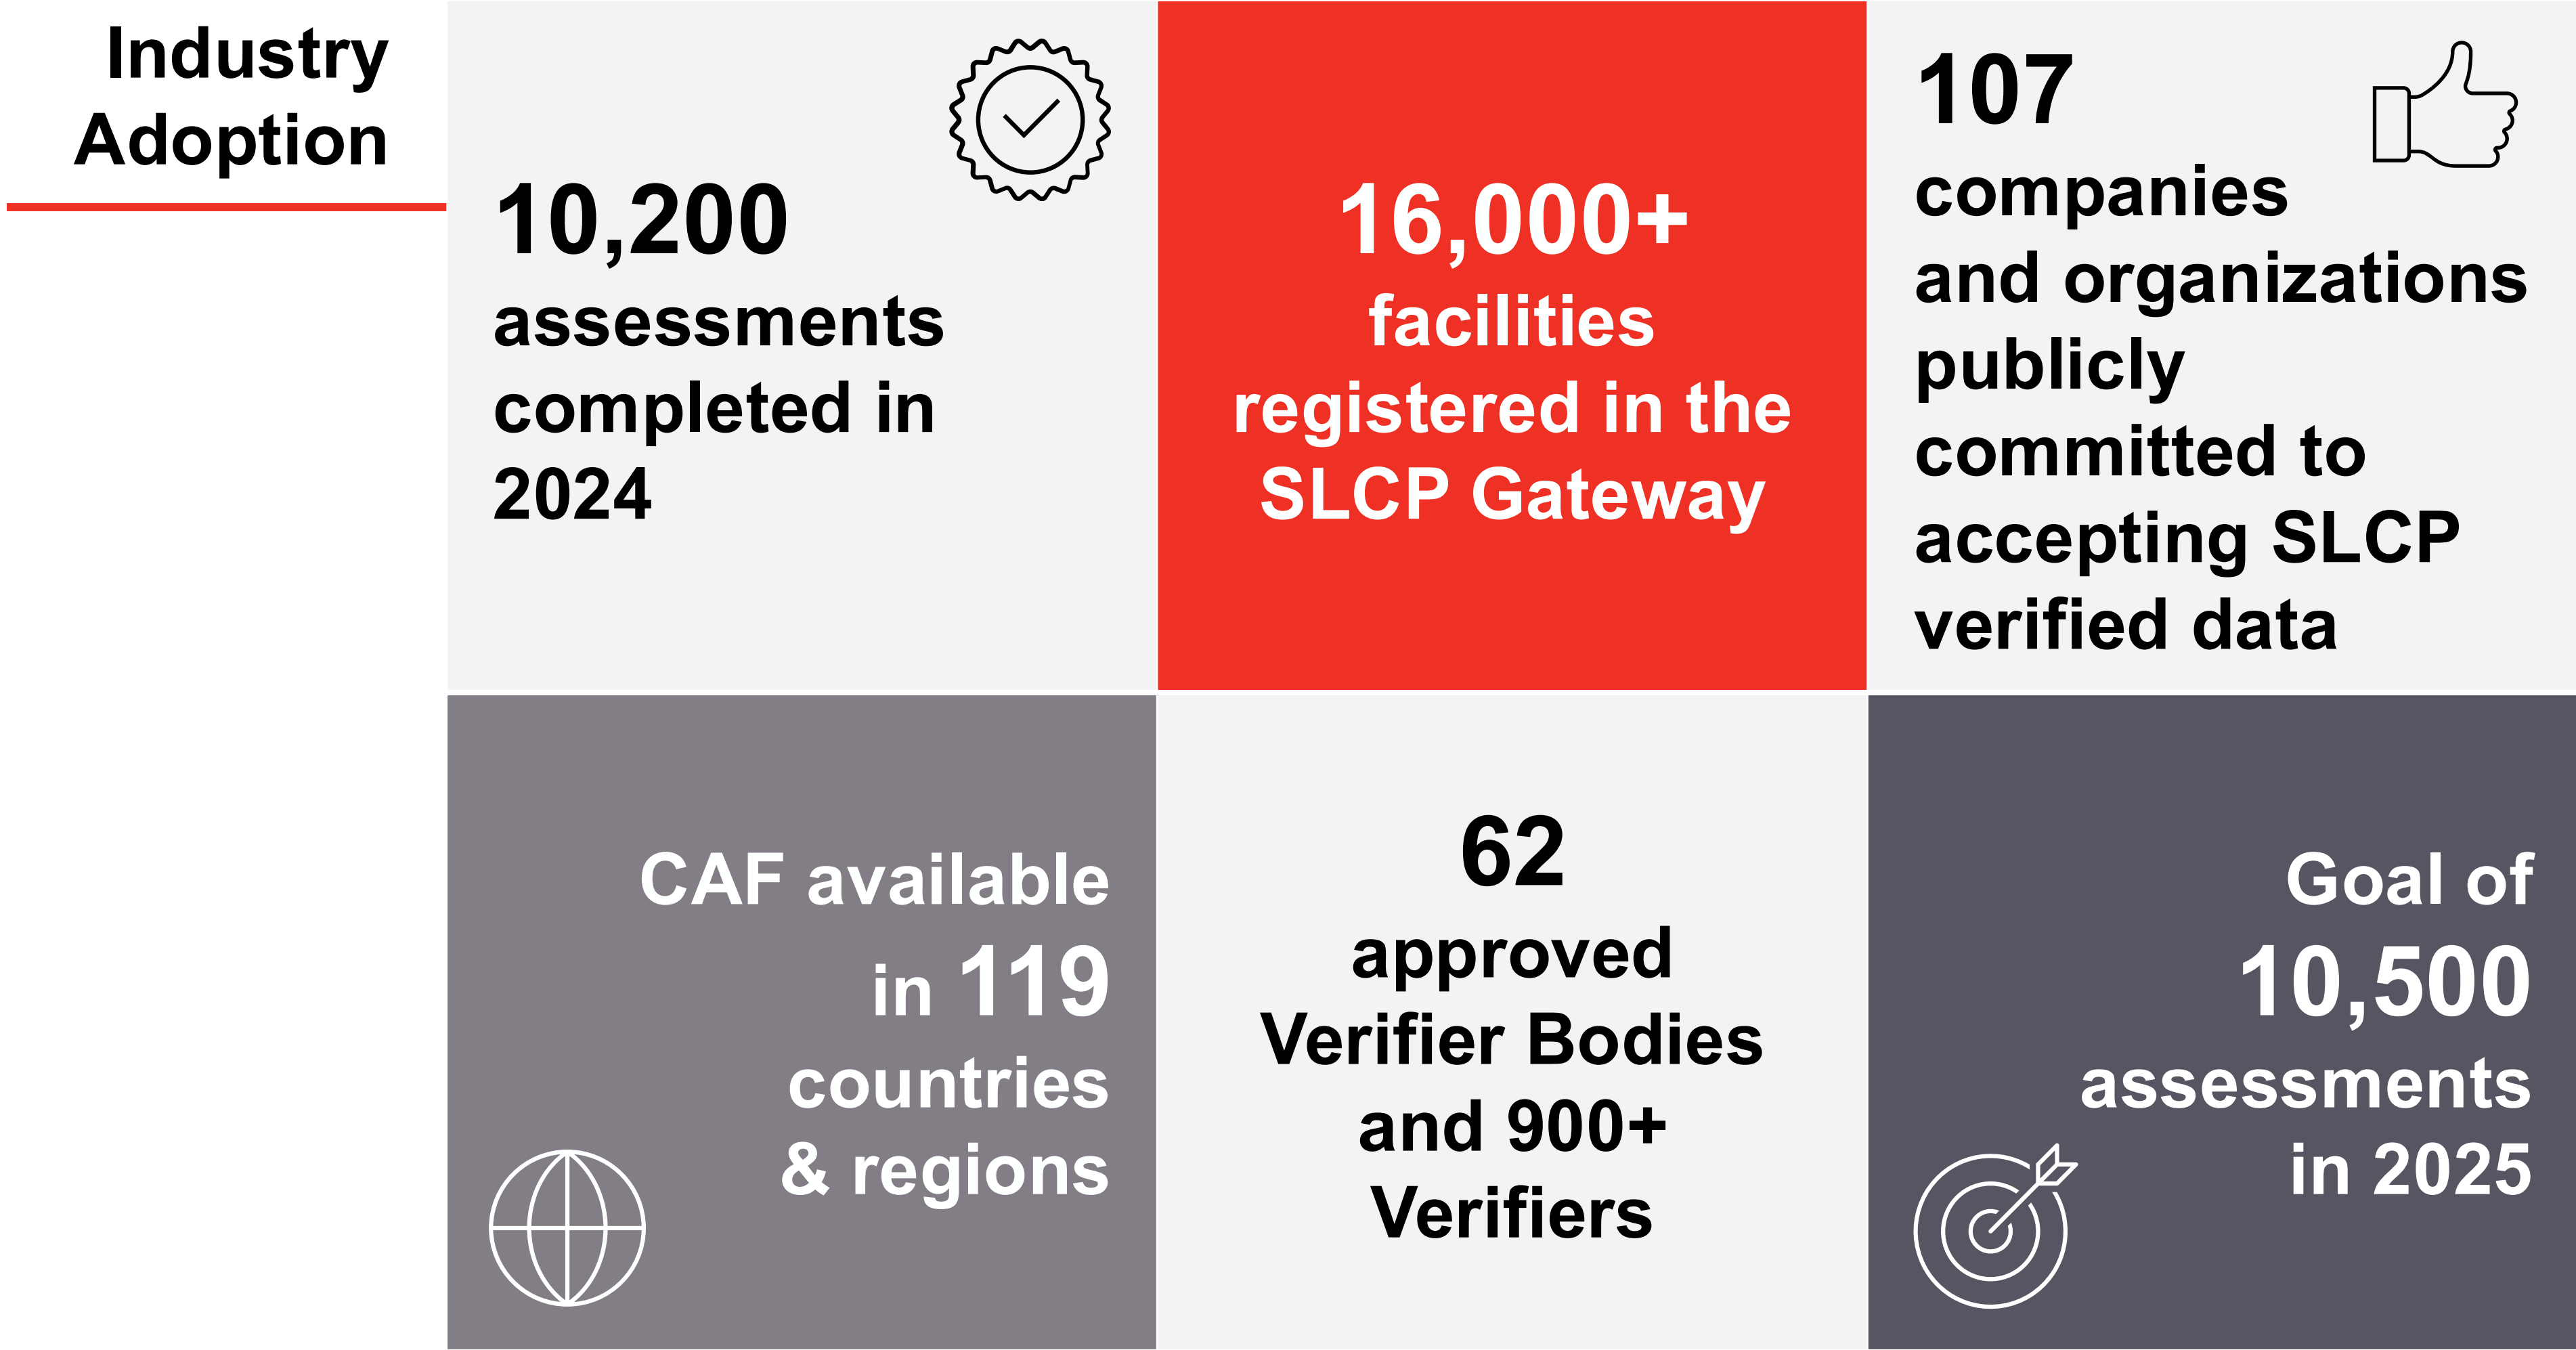 Industry
Adoption
10,200
assessments
completed in
2024
16,000+
facilities
registered in the
SLCP Gateway
107
companies
and organizations
publicly
committed to
accepting SLCP
verified data
CAF available
in 119
countries
& regions
62
approved
Verifier Bodies
and 900+
Verifiers
Goal of
10,500
assessments
in 2025